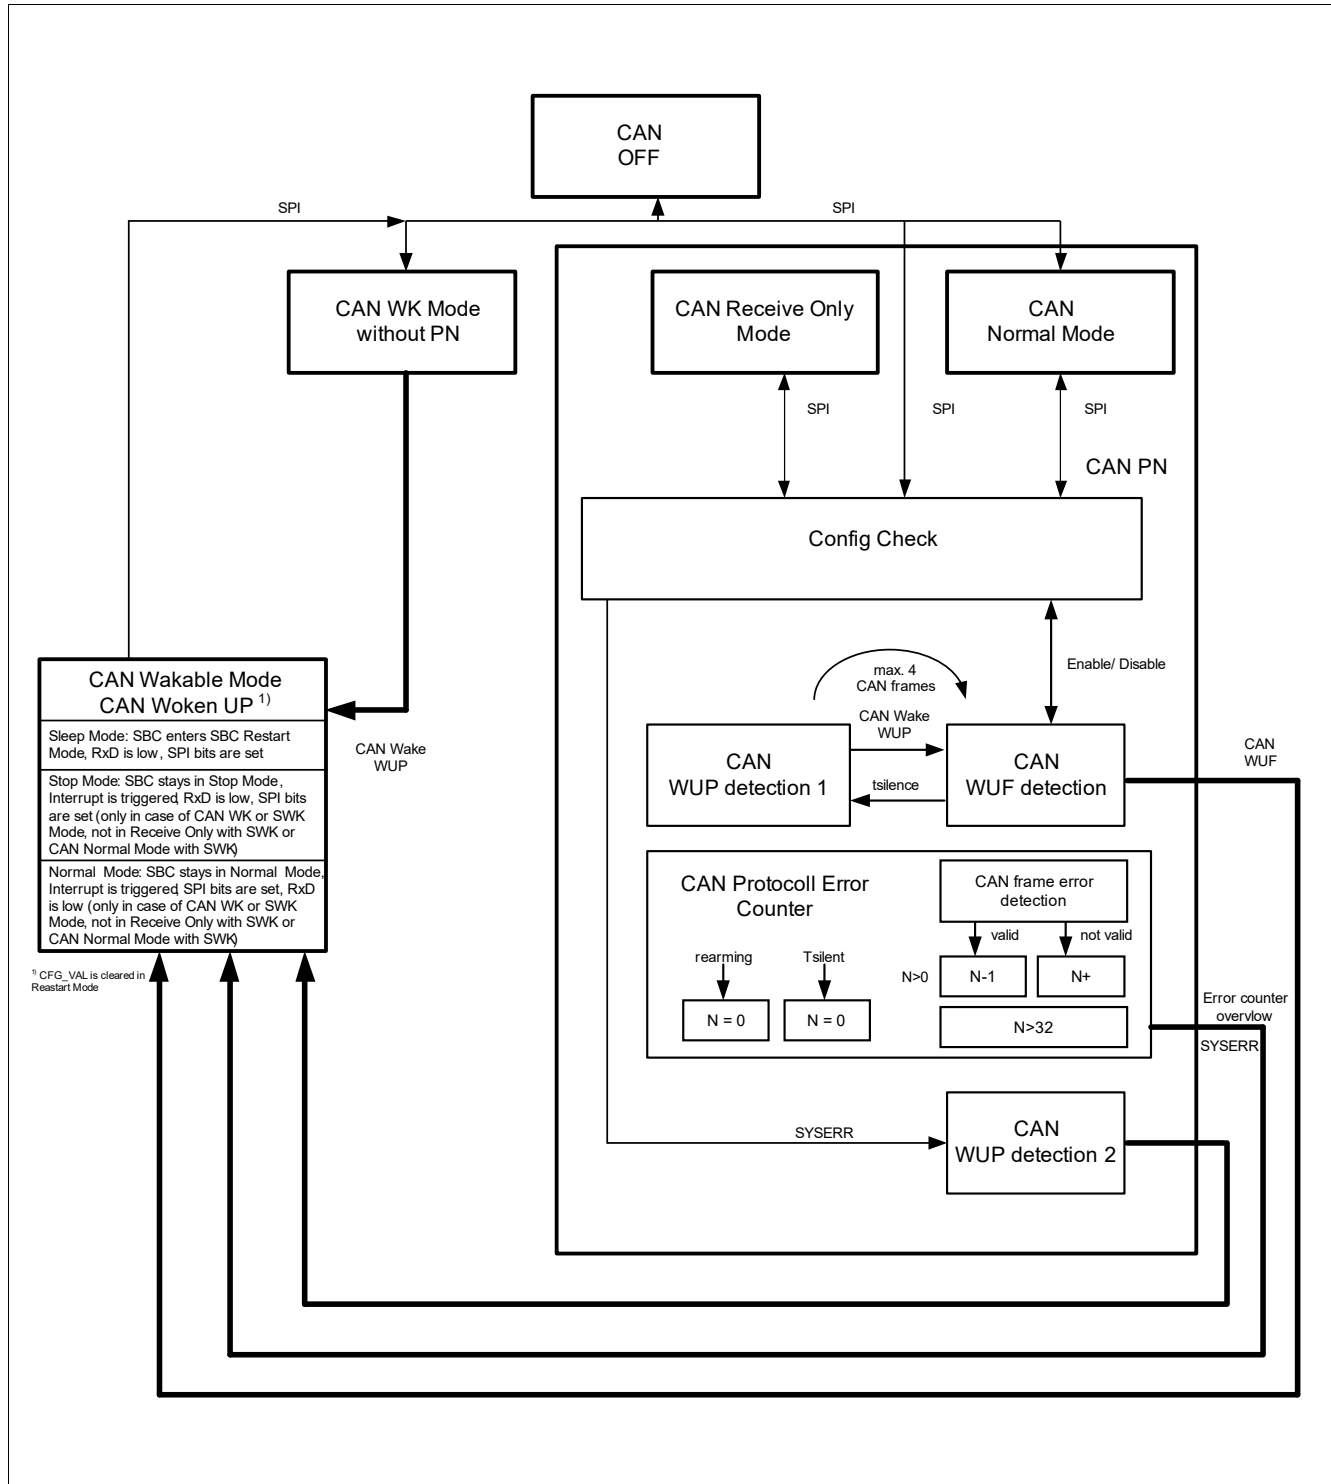 CAN
OFF
SPI
SPI
CAN WK Mode
without PN
CAN Receive Only
Mode
CAN
Normal Mode
SPI
SPI
SPI
CAN PN
Config Check
Enable/ Disable
max. 4
CAN frames
CAN Wake
WUP
CAN
WUP detection 1
tsilence
CAN
WUF detection
CAN
WUF
CAN Wakable Mode
CAN Woken UP 1)
Sleep Mode: SBC enters SBC Restart
Mode, RxD is low, SPI bits are set
Stop Mode: SBC stays in Stop Mode,
Interrupt is triggered, RxD is low, SPI bits
are set (only in case of CAN WK or SWK
Mode, not in Receive Only with SWK or
CAN Normal Mode with SWK)
Normal Mode: SBC stays in Normal Mode,
Interrupt is triggered, SPI bits are set, RxD
is low (only in case of CAN WK or SWK
Mode, not in Receive Only with SWK or
CAN Normal Mode with SWK)
1) CFG_VAL is cleared in
Reastart Mode
CAN Wake
WUP
CAN Protocoll Error
Counter
CAN frame error
detection
valid
not valid
rearming
Tsilent
N>0
N-1
N+
N = 0
N = 0
N>32
Error counter
overvlow
SYSERR
SYSERR
CAN
WUP detection 2